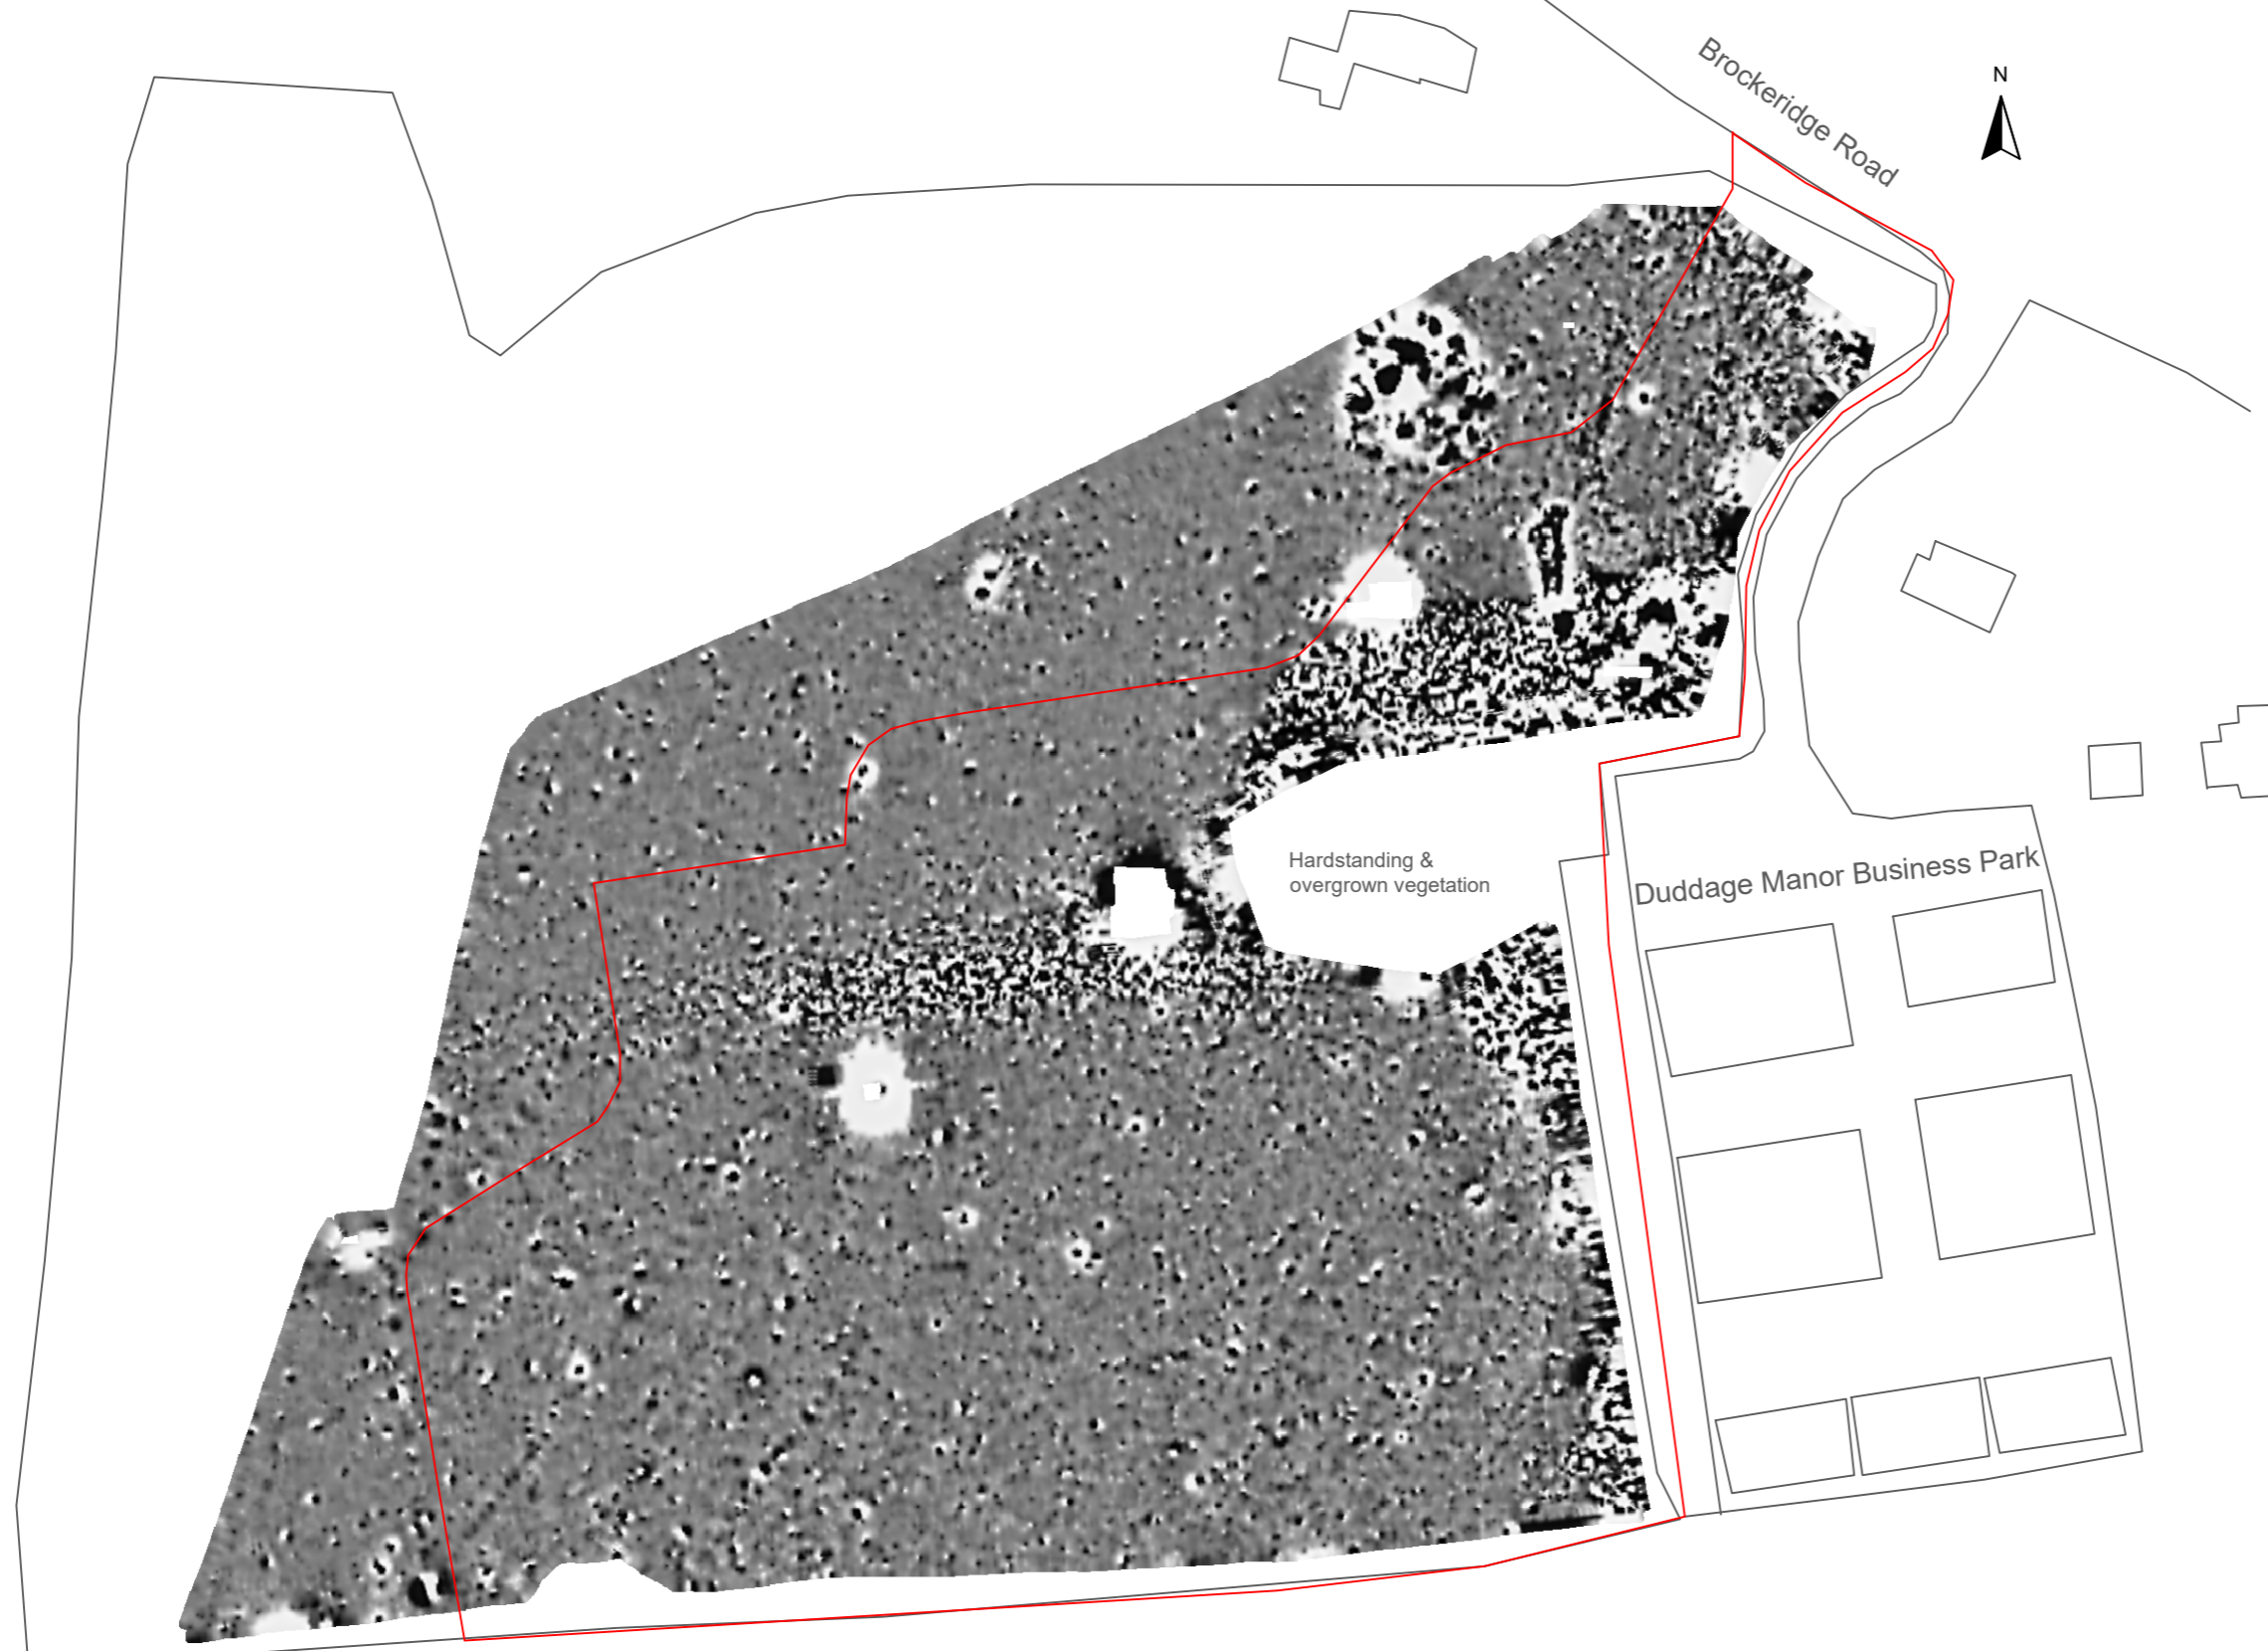 Brockeridge Road
N
Hardstanding &
overgrown vegetation
Duddage Manor Business Park